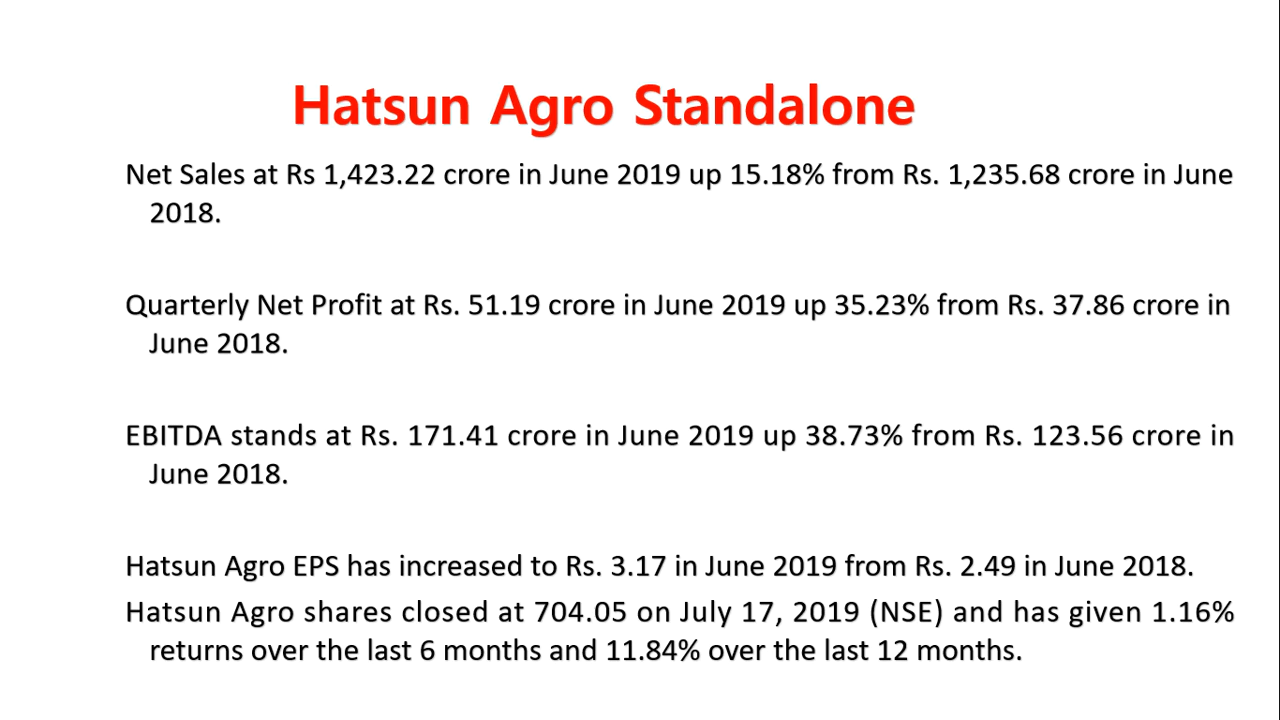 Hatsun Agro Standalone
Net Sales at Rs 1,423.22 crore in June 2019 up 15.18% from Rs. 1,235.68 crore in June
2018.
Quarterly Net Profit at Rs. 51.19 crore in June 2019 up 35.23% from Rs. 37.86 crore in
June 2018.
EBITDA stands at Rs. 171.41 crore in June 2019 up 38.73% from Rs. 123.56 crore in
June 2018.
Hatsun Agro EPS has increased to Rs. 3.17 in June 2019 from Rs. 2.49 in June 2018.
Hatsun Agro shares closed at 704.05 on July 17, 2019 (NSE) and has given 1.16%
returns over the last 6 months and 11.84% over the last 12 months.